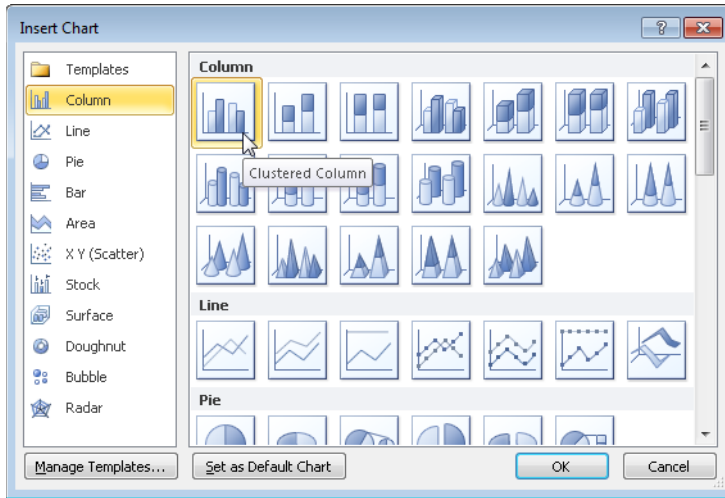 Insert Chart
Templates
Column
Line
Pie
Bar
Area
X Y (Scatter)
Stock
Surface
Doughnut
Bubble
Radar
Column
Clustered Column
Line
Pie
Manage Templates...
Set as Default Chart
OK
Cancel